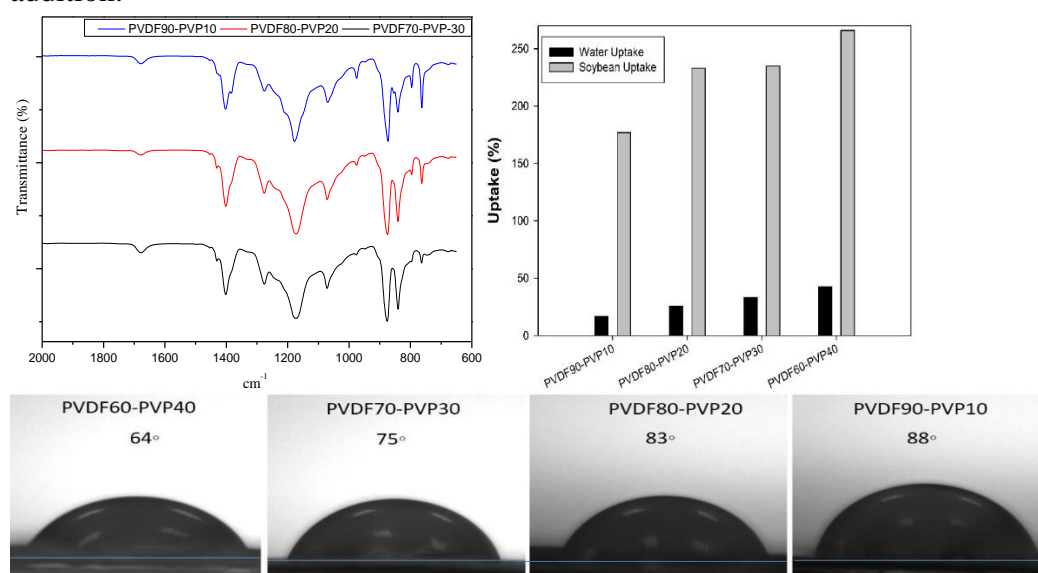 addition.
PVDF90-PVP10 PVDF80-PVP20 PVDF70-PVP-30
Transmittance (%)
2000 1800 1600 1400 1200 1000 800 600
cm-1
Water Uptake
Soybean Uptake
Uptake (%)
250
200
150
100
50
0
PVDF90-PVP10 PVDF80-PVP20 PVDF70-PVP30 PVDF60-PVP40
PVDF60-PVP40 PVDF70-PVP30 PVDF80-PVP20 PVDF90-PVP10
64° 75° 83° 88°